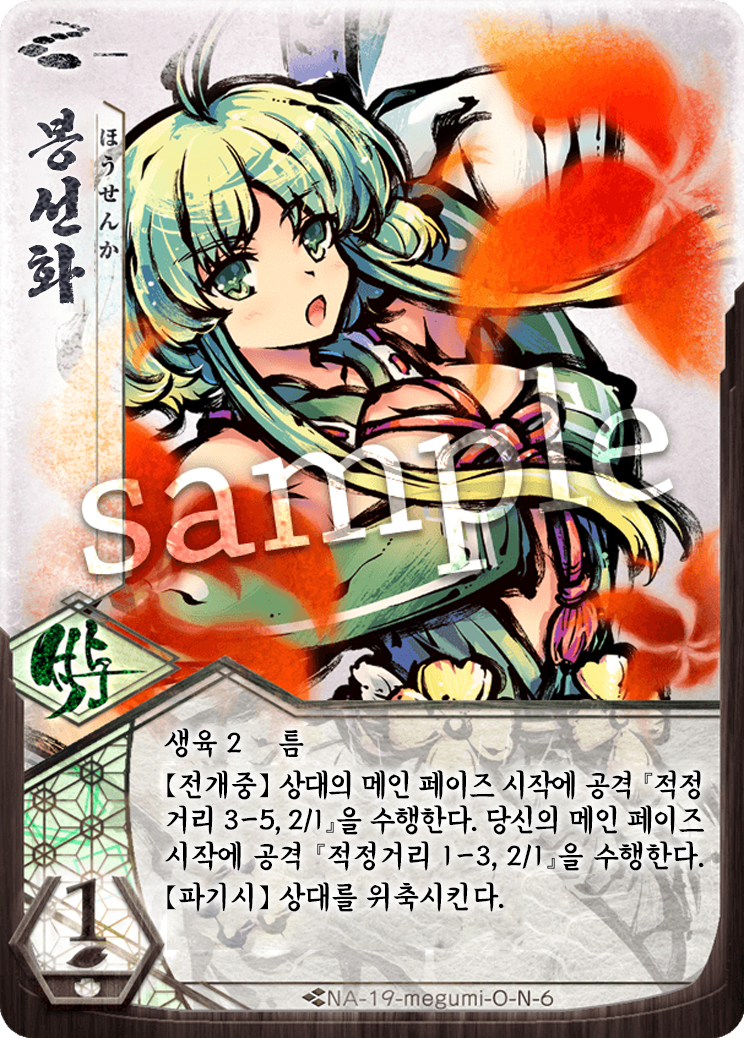 봉선화
ほうせんか
sample
부여
생육 2 틈
【전개중】 상대의 메인 페이즈 시작에 공격 『적정
거리 3-5, 2/1』을 수행한다. 당신의 메인 페이즈
시작에 공격 『적정거리 1-3, 2/1』을 수행한다.
【파기시】 상대를 위축시킨다.
1
NA-19-megumi-O-N-6